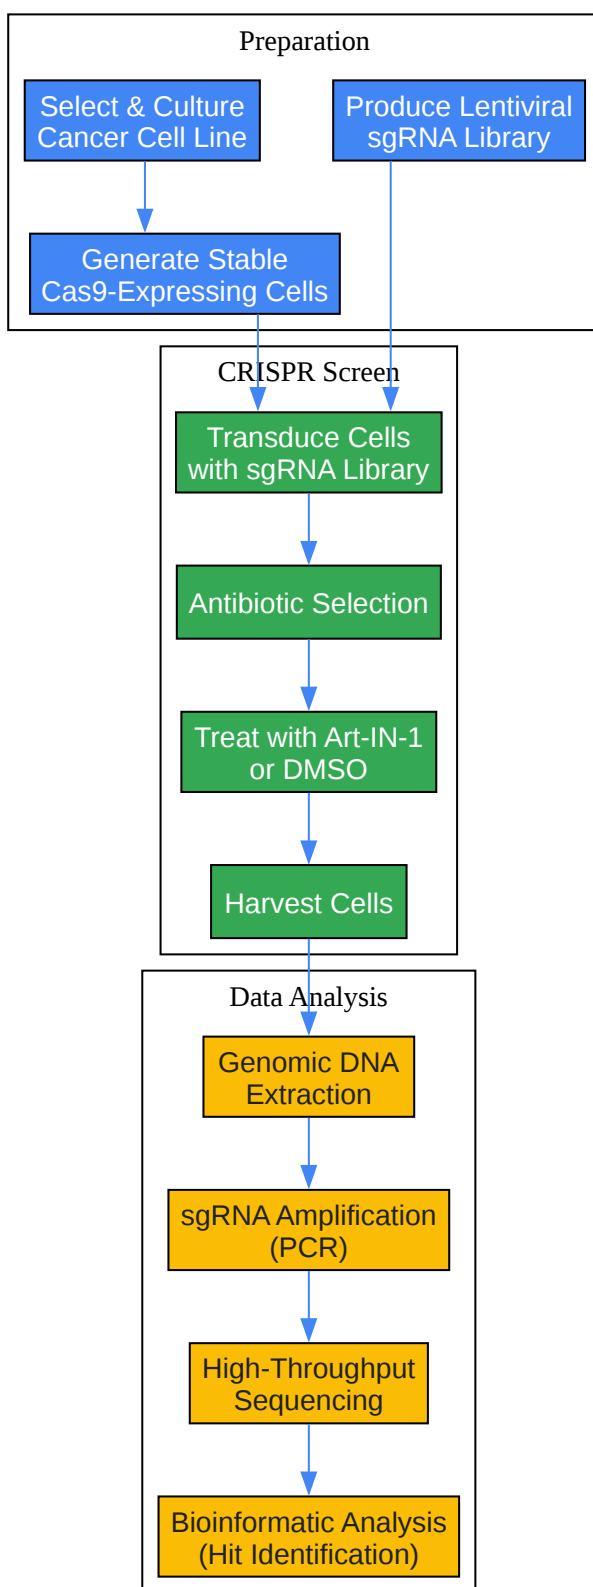 Preparation
Select & Culture
Cancer Cell Line
Produce Lentiviral
sgRNA Library
Generate Stable
Cas9-Expressing Cells
CRISPR Screen
Transduce Cells
with sgRNA Library
Antibiotic Selection
Treat with Art-IN-1
or DMSO
Harvest Cells
Data Analysis
Genomic DNA
Extraction
sgRNA Amplification
(PCR)
High-Throughput
Sequencing
Bioinformatic Analysis
(Hit Identification)